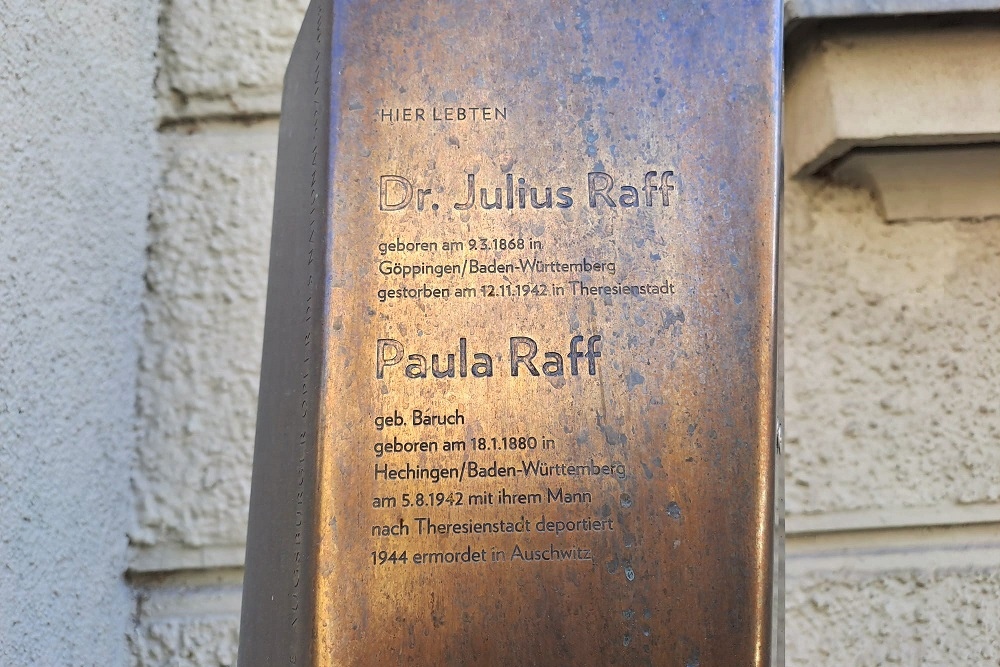 HIER LEBTEN
Dr. Julius Raff
geboren am 9.3.1868 in
Göppingen/Baden-Württemberg
gestorben am 12.11.1942 in Theresienstadt
Paula Raff
geb. Baruch
geboren am 18.1.1880 in
Hechingen/Baden-Württemberg
am 5.8.1942 mit ihrem Mann
nach Theresienstadt deportiert
1944 ermordet in Auschwitz